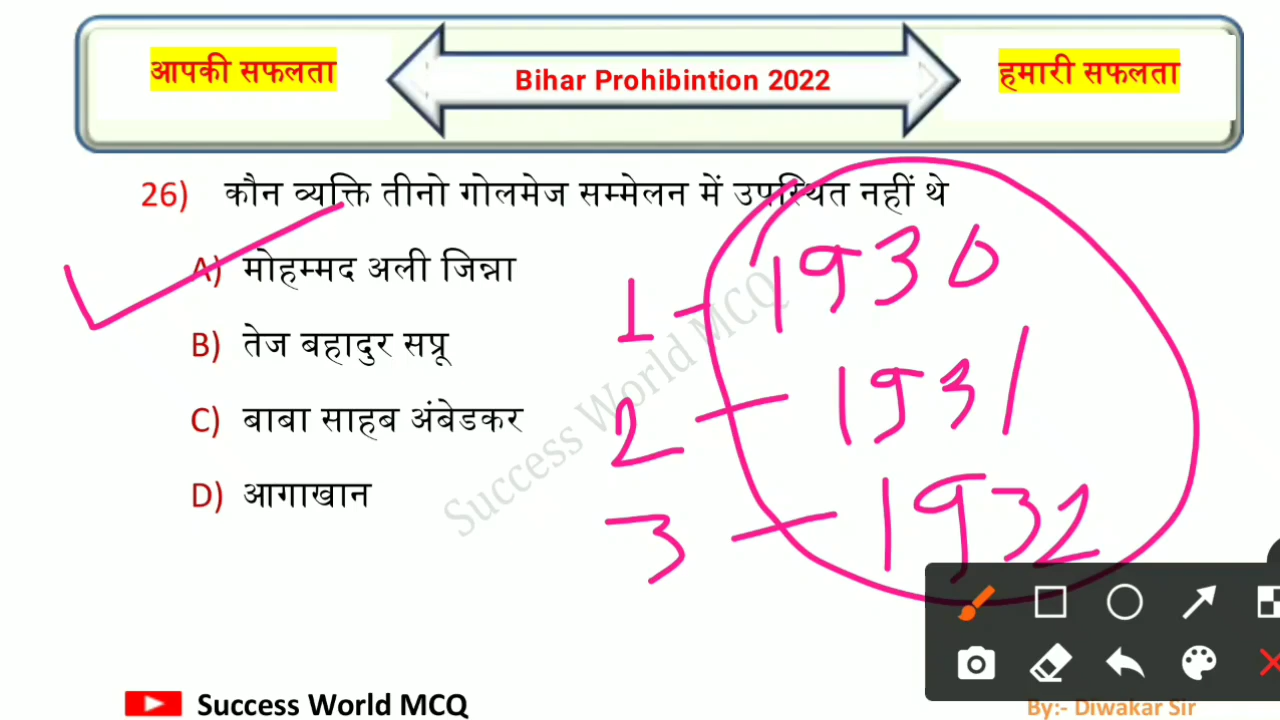 आपकी सफलता
Bihar Prohibintion 2022
हमारी सफलता
26) कौन व्यक्ति तीनो गोलमेज सम्मेलन में उपस्थित नहीं थे
A) मोहम्मद अली जिन्ना
B) तेज बहादुर सप्रू
C) बाबा साहब अंबेडकर
D) आगाखान
1 - 1930
2 - 1931
3 - 1932
Success World MCQ
Success World MCQ
By:- Diwakar Sir